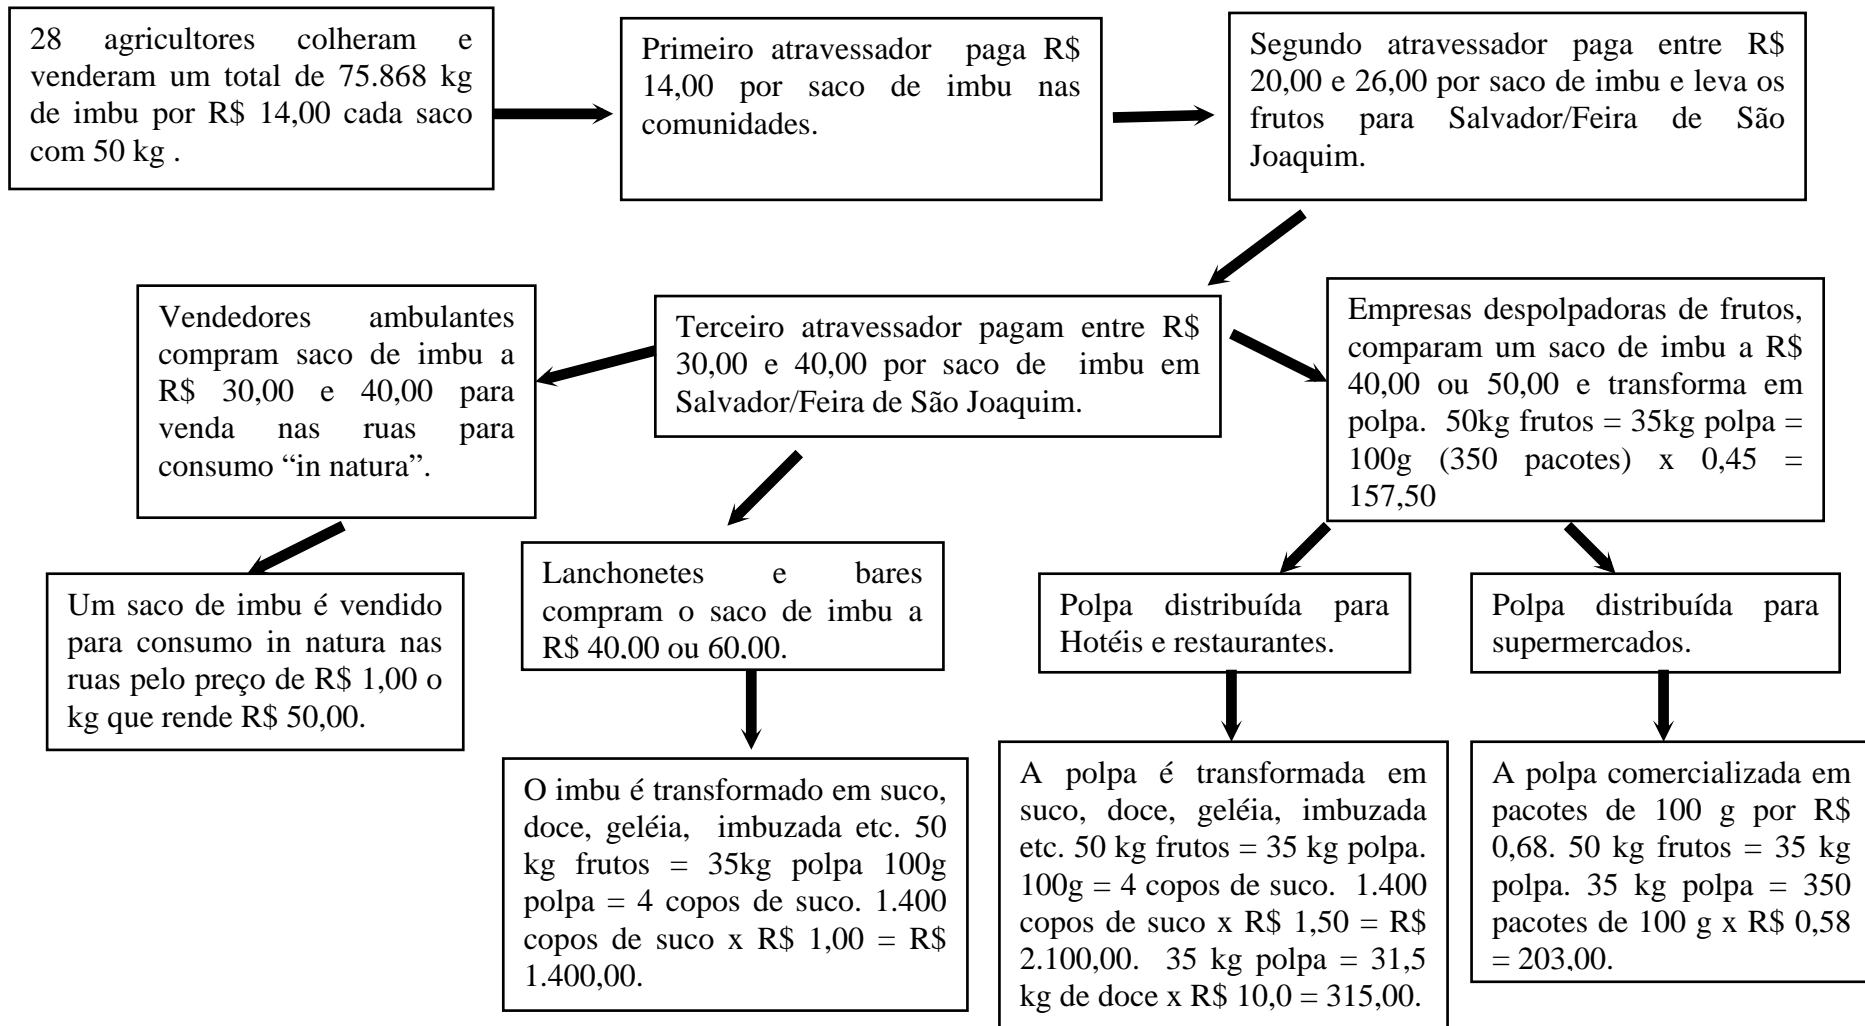 28 agricultores colheram e
venderam um total de 75.868 kg
de imbu por R$ 14,00 cada saco
com 50 kg .
Primeiro atravessador paga R$
14,00 por saco de imbu nas
comunidades.
Segundo atravessador paga entre R$
20,00 e 26,00 por saco de imbu e leva os
frutos para Salvador/Feira de São
Joaquim.
Vendedores ambulantes
compram saco de imbu a
R$ 30,00 e 40,00 para
venda nas ruas para
consumo “in natura”.
Terceiro atravessador pagam entre R$
30,00 e 40,00 por saco de imbu em
Salvador/Feira de São Joaquim.
Empresas despolpadoras de frutos,
comparam um saco de imbu a R$
40,00 ou 50,00 e transforma em
polpa. 50kg frutos = 35kg polpa =
100g (350 pacotes) x 0,45 =
157,50
Um saco de imbu é vendido
para consumo in natura nas
ruas pelo preço de R$ 1,00 o
kg que rende R$ 50,00.
Lanchonetes e bares
compram o saco de imbu a
R$ 40,00 ou 60,00.
Polpa distribuída para
Hotéis e restaurantes.
Polpa distribuída para
supermercados.
O imbu é transformado em suco,
doce, geléia, imbuzada etc. 50
kg frutos = 35kg polpa 100g
polpa = 4 copos de suco. 1.400
copos de suco x R$ 1,00 = R$
1.400,00.
A polpa é transformada em
suco, doce, geléia, imbuzada
etc. 50 kg frutos = 35 kg polpa.
100g = 4 copos de suco. 1.400
copos de suco x R$ 1,50 = R$
2.100,00. 35 kg polpa = 31,5
kg de doce x R$ 10,0 = 315,00.
A polpa comercializada em
pacotes de 100 g por R$
0,68. 50 kg frutos = 35 kg
polpa. 35 kg polpa = 350
pacotes de 100 g x R$ 0,58
= 203,00.